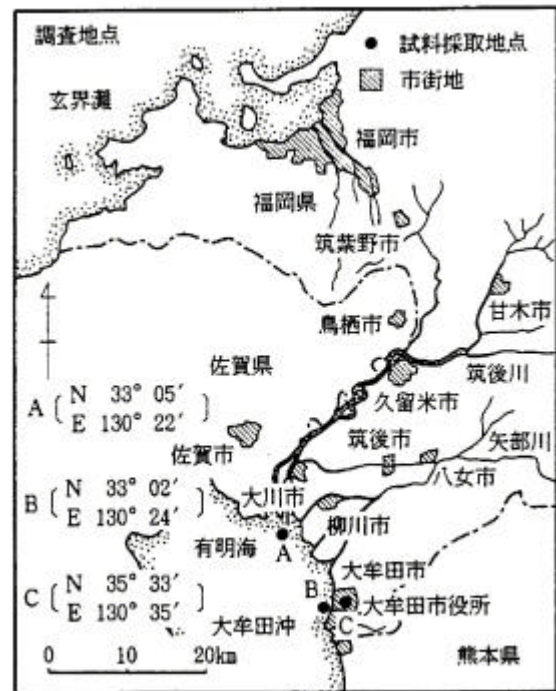 調査地点
● 試料採取地点
市街地
玄界灘
福岡市
福岡県
筑紫野市
甘木市
鳥栖市
佐賀県
筑後川
A N 33° 05′
E 130° 22′
久留米市
筑後市
矢部川
佐賀市
八女市
大川市
B N 33° 02′
E 130° 24′
柳川市
有明海
A
大牟田市
C N 35° 33′
E 130° 35′
B
大牟田市役所
C
大牟田沖
熊本県
0 10 20km